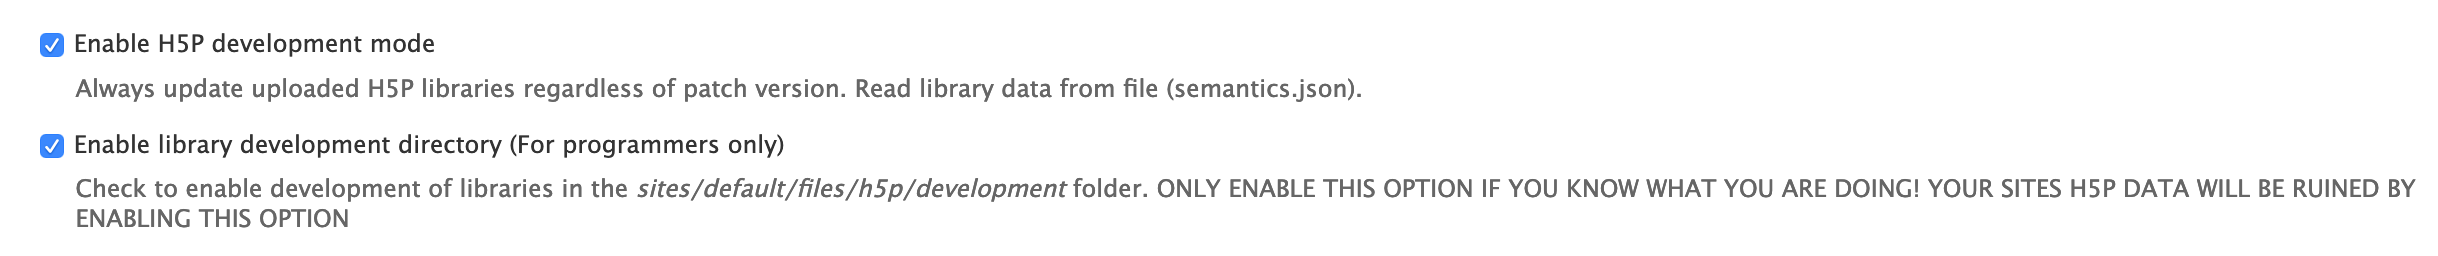 Enable H5P development mode
Always update uploaded H5P libraries regardless of patch version. Read library data from file (semantics.json).
Enable library development directory (For programmers only)
Check to enable development of libraries in the sites/default/files/h5p/development folder. ONLY ENABLE THIS OPTION IF YOU KNOW WHAT YOU ARE DOING! YOUR SITES H5P DATA WILL BE RUINED BY
ENABLING THIS OPTION